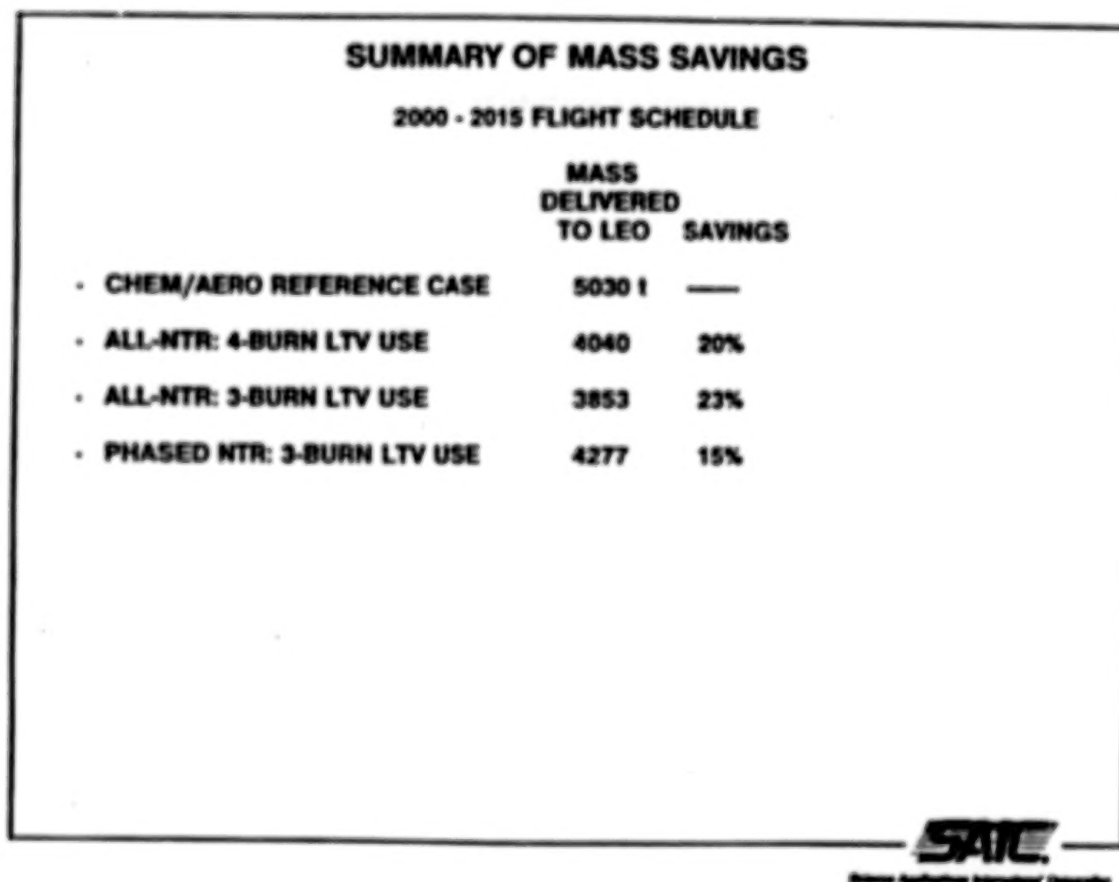 SUMMARY OF MASS SAVINGS
2000 - 2015 FLIGHT SCHEDULE
MASS
DELIVERED
TO LEO SAVINGS
· CHEM/AERO REFERENCE CASE 5030 t —
· ALL-NTR: 4-BURN LTV USE 4040 20%
· ALL-NTR: 3-BURN LTV USE 3853 23%
· PHASED NTR: 3-BURN LTV USE 4277 15%
SAIC